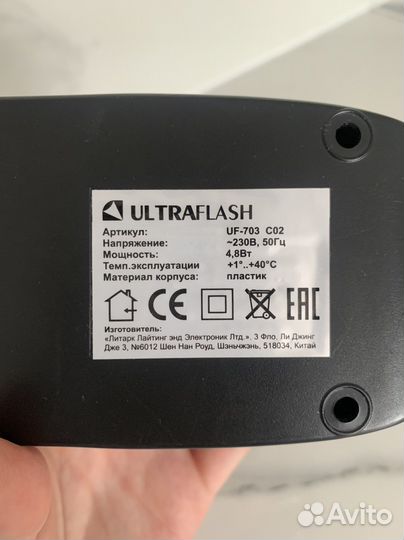 ULTRAFLASH
Артикул: UF-703 C02
Напряжение: ~230В, 50Гц
Мощность: 4,8Вт
Темп.эксплуатации +1°..+40°C
Материал корпуса: пластик
CE EAC
Изготовитель:
«Литарк Лайтинг энд Электроник Лтд.», 3 Фло, Ли Джинг
Дже 3, №6012 Шен Нан Роуд, Шэньчжэнь, 518034, Китай
Avito